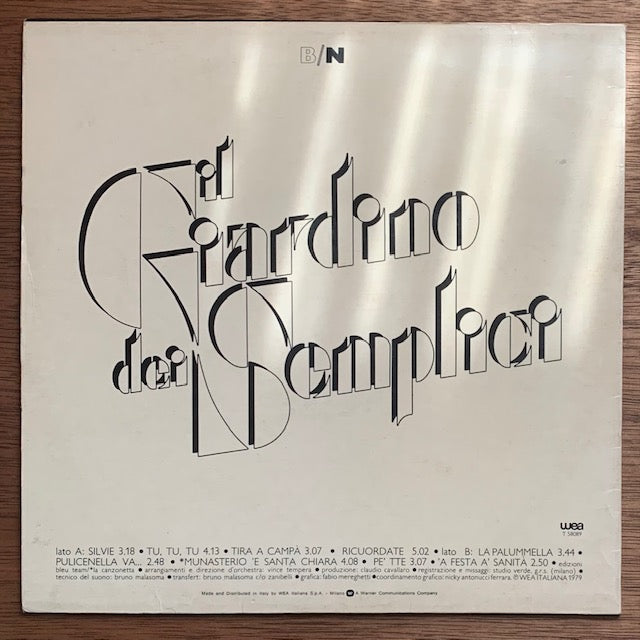 B/N
il
Giardino
dei Semplici
wea
T 58089
lato A: SILVIE 3.18 • TU, TU, TU 4.13 • TIRA A CAMPÀ 3.07 • RICUORDATE 5.02 • lato B: LA PALUMMELLA 3.44 •
PULICENELLA VA... 2.48 • *MUNASTERIO 'E SANTA CHIARA 4.08 • PE' TTE 3.07 • 'A FESTA A' SANITÀ 2.50 • edizioni
bleu team/*la canzonetta • arrangiamenti e direzione d'orchestra: vince tempera • produzione: claudio cavallaro • registrazione e missaggi: studio verde, g.r.s. (milano) •
tecnico del suono: bruno malasoma • transfert: bruno malasoma c/o zanibelli • grafica: fabio mereghetti • coordinamento grafico: nicky antonucci ferrara. ℗ WEA ITALIANA 1979
Made and Distributed in Italy by WEA Italiana S.p.A. - Milano W A Warner Communications Company